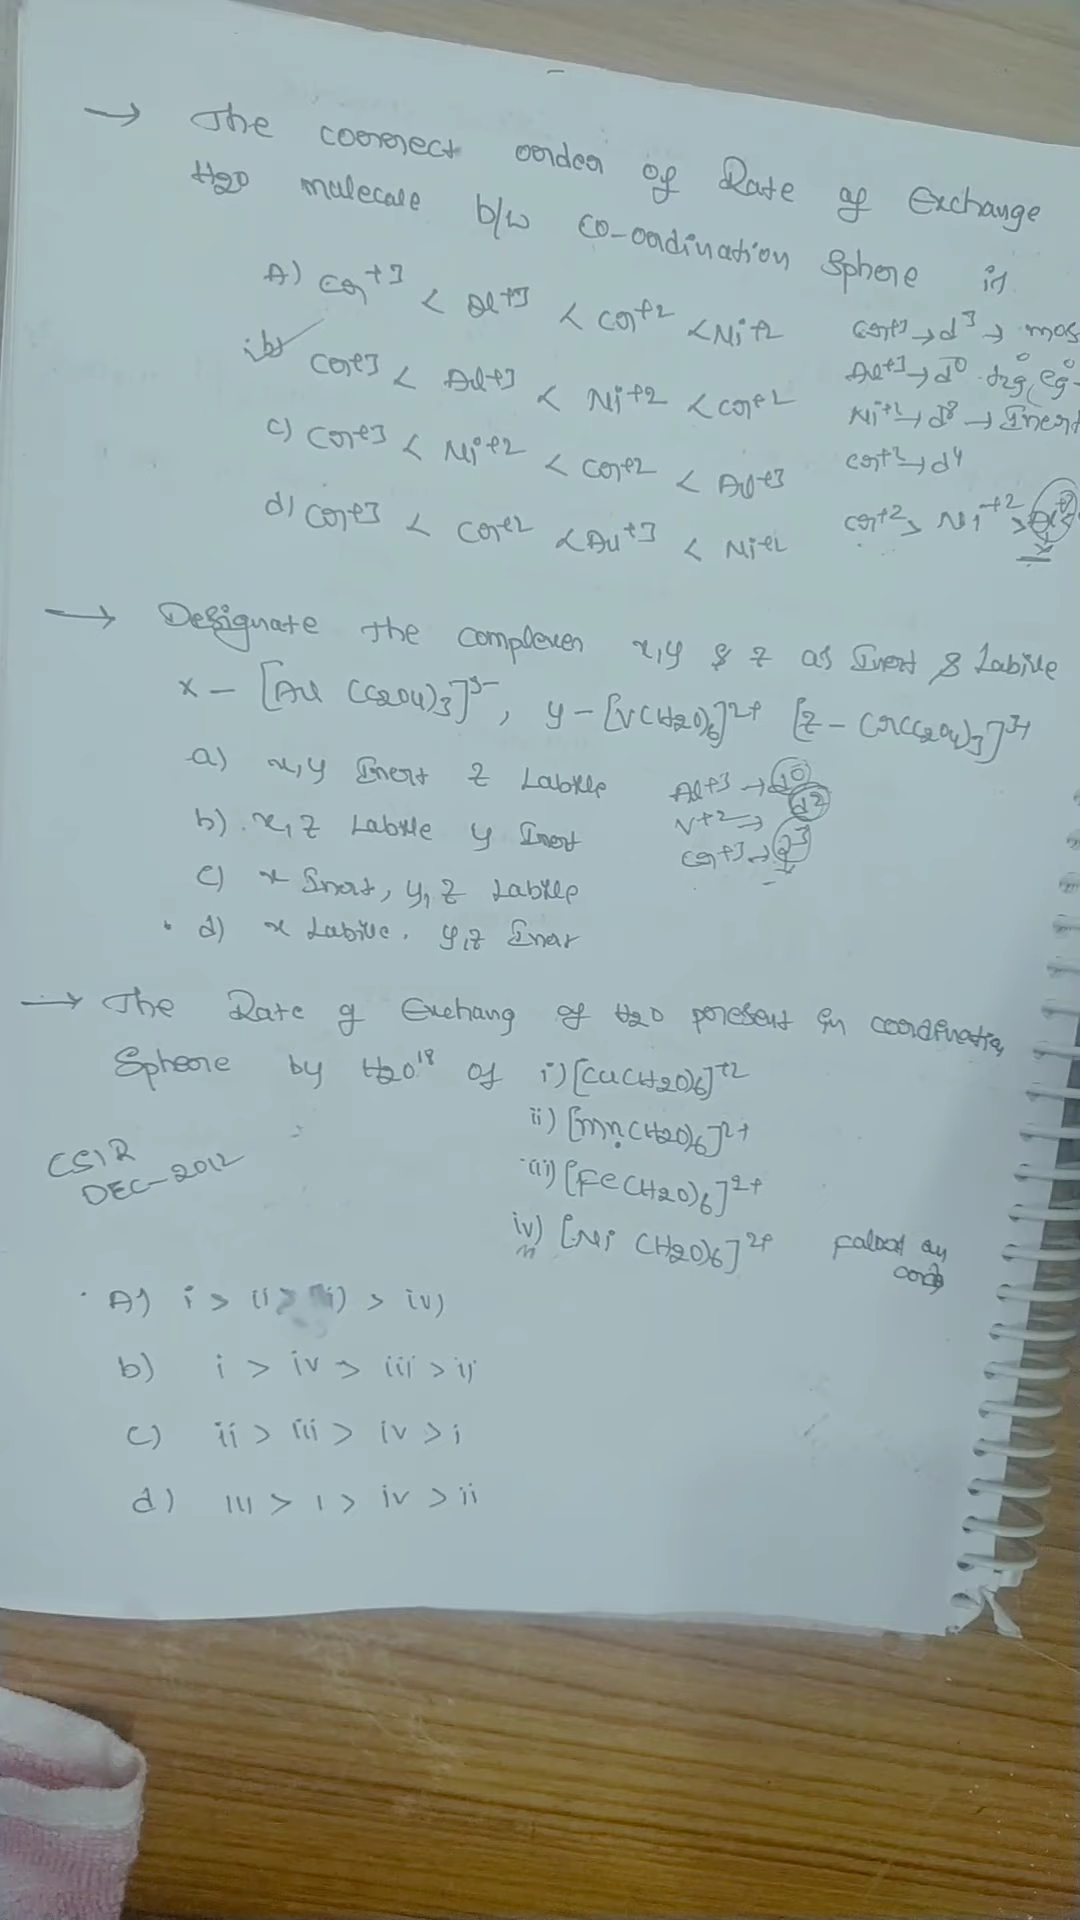 → The correct order of Rate of Exchange
H2O molecule b/w co-ordination Sphere is
A) Cr+3 < Al+3 < Cr+2 < Ni+2
b) Cr+3 < Al+3 < Ni+2 < Cr+2
c) Cr+3 < Ni+2 < Cr+2 < Al+3
d) Cr+3 < Cr+2 < Al+3 < Ni+2
Cr+3 → d3 → mos
Al+3 → d0 t2g0, eg0
Ni+2 → d8 → Inert
Cr+2 → d4
Cr+2 > Ni+2 >
→ Designate the complexes x,y & z as Inert & Labile
x – [Al (C2O4)3]3-, y – [V(H2O)6]2+ [z – Cr(C2O4)3]3+
a) x,y Inert z Labile
b) x,z Labile y Inert
c) x Inert, y, z Labile
d) x Labile, y,z Iner
Al+3 → d0
V+2 → d2
Cr+3 → d3
→ The Rate of Exchang of H2O present in coordination
Sphere by H2O18 of i) [Cu(H2O)6]+2
ii) [Mn(H2O)6]2+
iii) [Fe(H2O)6]2+
iv) [Ni (H2O)6]2+
CSIR
DEC-2012
A) i > ii > iii) > iv)
b) i > iv > iii > ii
c) ii > iii > iv > i
d) III > I > iv > ii